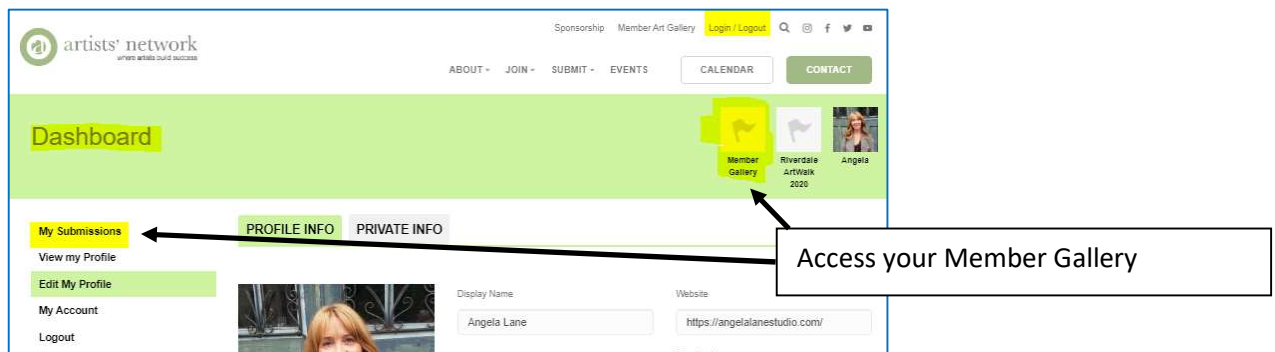 Sponsorship Member Art Gallery Login / Logout
artists' network
where artists build success
ABOUT JOIN SUBMIT EVENTS CALENDAR CONTACT
Dashboard
Member Gallery
Riverdale ArtWalk 2020
Angela
My Submissions
PROFILE INFO PRIVATE INFO
Access your Member Gallery
View my Profile
Edit My Profile
Display Name Website
My Account
Angela Lane https://angelalanestudio.com/
Logout